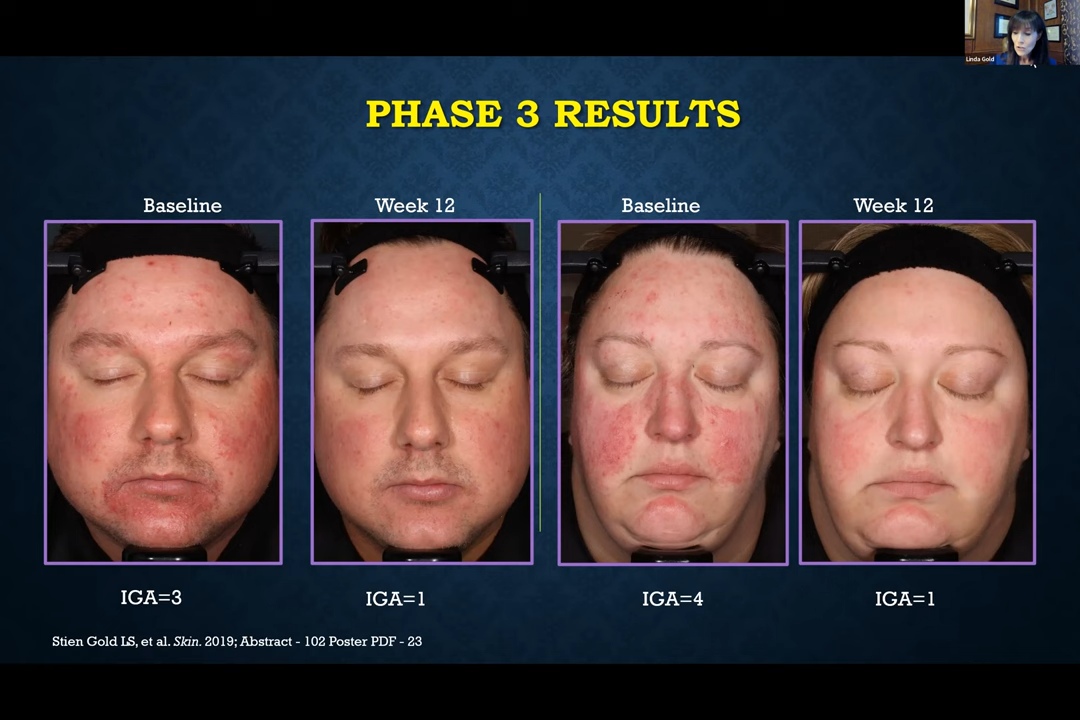 Linda Gold
PHASE 3 RESULTS
Baseline
Week 12
Baseline
Week 12
IGA=3
IGA=1
IGA=4
IGA=1
Stien Gold LS, et al. Skin. 2019; Abstract - 102 Poster PDF - 23